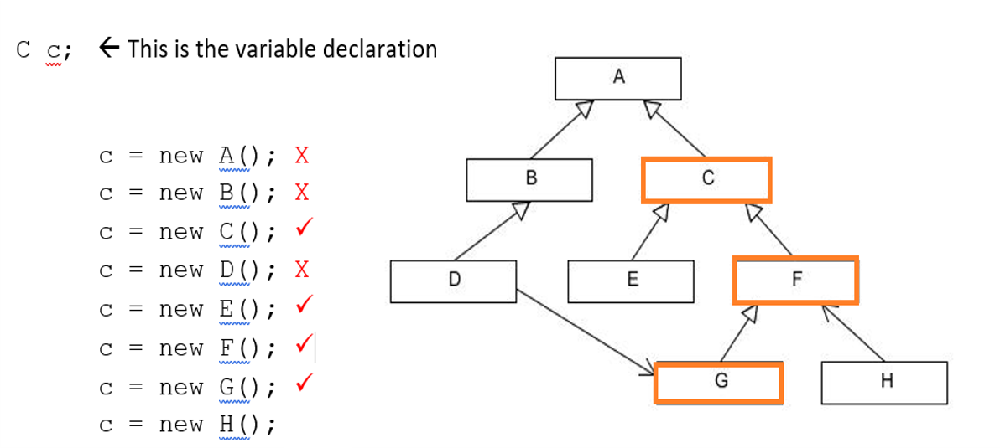 C c; ← This is the variable declaration
c = new A(); X
c = new B(); X
c = new C(); ✓
c = new D(); X
c = new E(); ✓
c = new F(); ✓
c = new G(); ✓
c = new H();
A
B
C
D
E
F
G
H